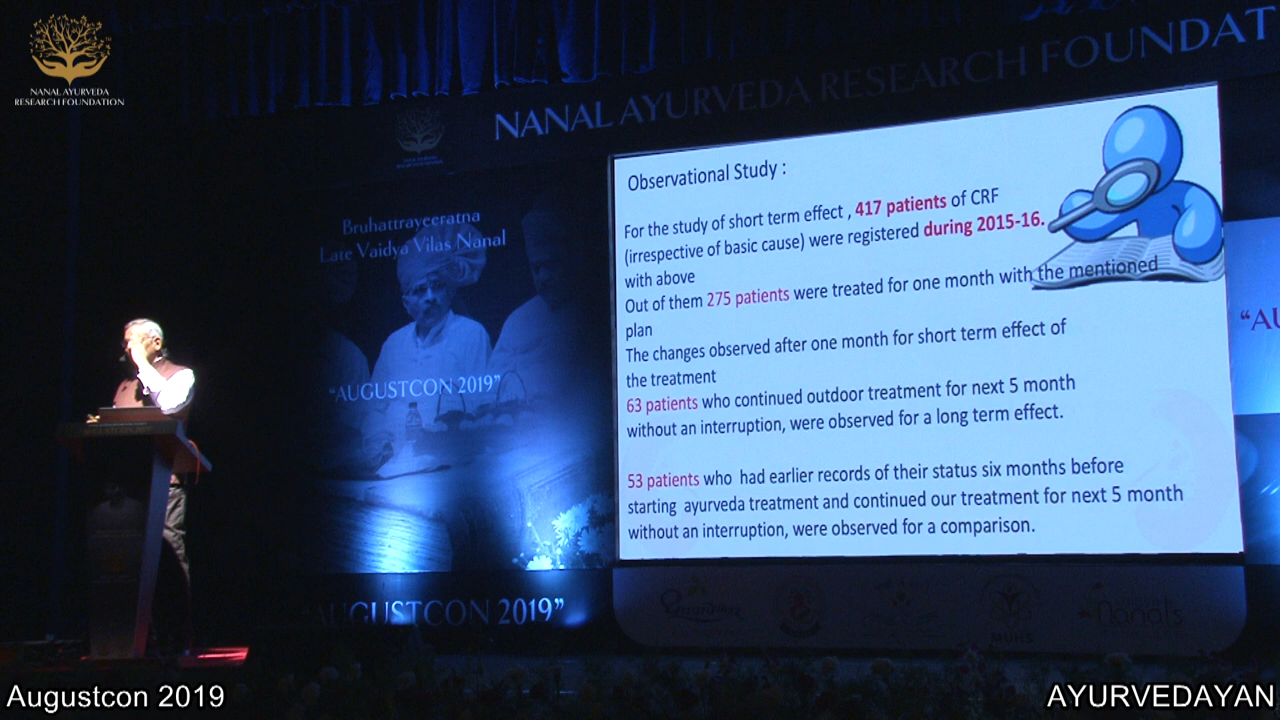 NANAL AYURVEDA
RESEARCH FOUNDATION
NANAL AYURVEDA RESEARCH FOUNDAT
Bruhattrayeeratna
Late Vaidya Vilas Nanal
"AUGUSTCON 2019"
Observational Study :
For the study of short term effect , 417 patients of CRF
(irrespective of basic cause) were registered during 2015-16.
with above
Out of them 275 patients were treated for one month with the mentioned
plan
The changes observed after one month for short term effect of
the treatment
63 patients who continued outdoor treatment for next 5 month
without an interruption, were observed for a long term effect.
53 patients who had earlier records of their status six months before
starting ayurveda treatment and continued our treatment for next 5 month
without an interruption, were observed for a comparison.
"AU
"AUGUSTCON 2019"
MUHS
Nanal's
Augustcon 2019
AYURVEDAYAN